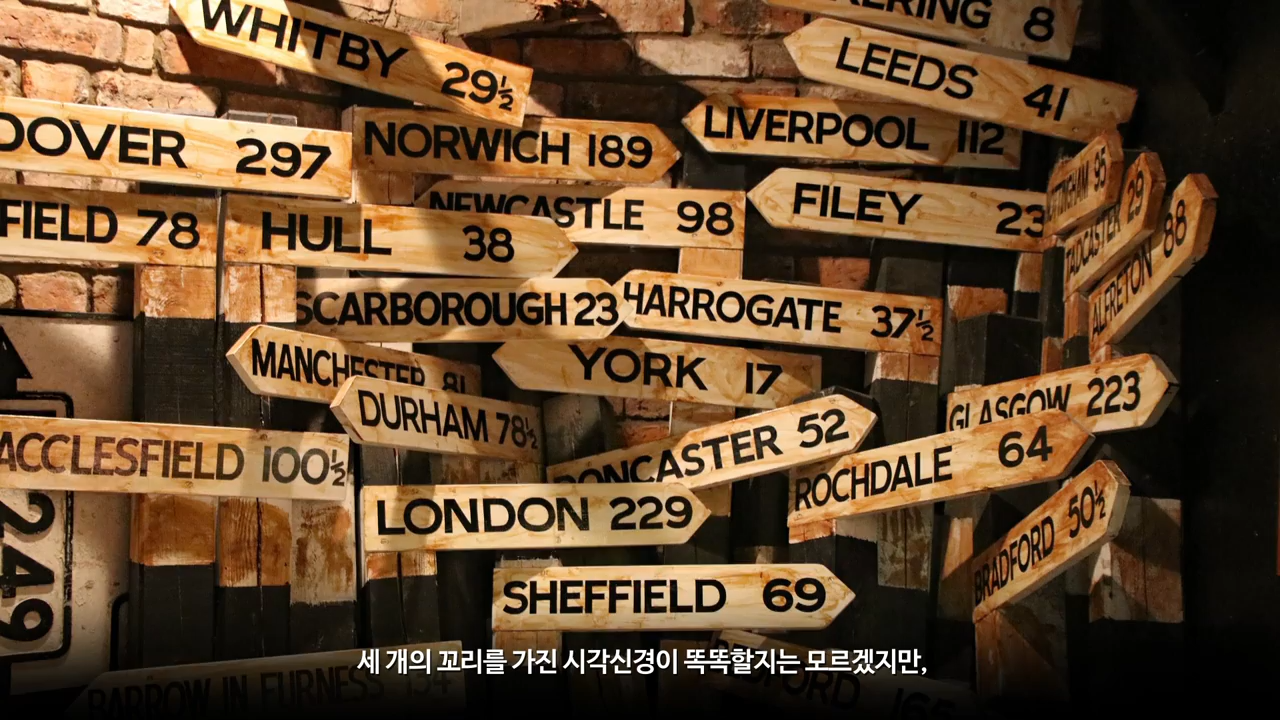 WHITBY 29½
8
LEEDS 41
DOVER 297
NORWICH 189
LIVERPOOL 112
95
TADCASTER 29
FIELD 78
HULL 38
NEWCASTLE 98
FILEY 23
ALFRETON 88
SCARBOROUGH 23
HARROGATE 37½
MANCHESTER 81
YORK 17
DURHAM 78½
GLASGOW 223
ACCLESFIELD 100½
DONCASTER 52
ROCHDALE 64
LONDON 229
BRADFORD 50½
249
SHEFFIELD 69
세 개의 꼬리를 가진 시각신경이 똑똑할지는 모르겠지만,
BARROW IN FURNESS